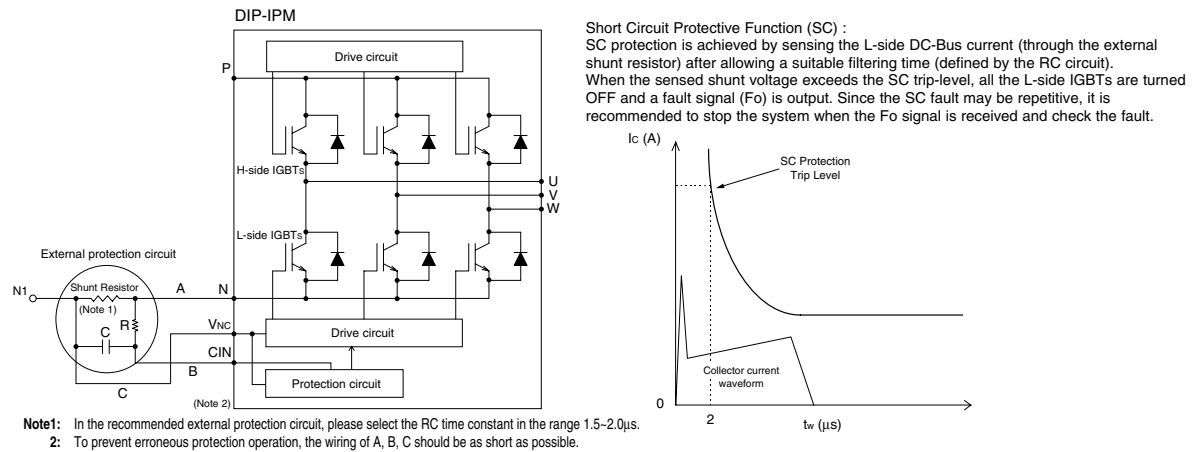 DIP-IPM
Drive circuit
P
H-side IGBTs
U
V
W
L-side IGBTs
External protection circuit
Shunt Resistor
(Note 1)
N1
A
N
R
C
VNC
Drive circuit
CIN
B
C
Protection circuit
(Note 2)
Note1: In the recommended external protection circuit, please select the RC time constant in the range 1.5~2.0μs.
2: To prevent erroneous protection operation, the wiring of A, B, C should be as short as possible.
Short Circuit Protective Function (SC) :
SC protection is achieved by sensing the L-side DC-Bus current (through the external
shunt resistor) after allowing a suitable filtering time (defined by the RC circuit).
When the sensed shunt voltage exceeds the SC trip-level, all the L-side IGBTs are turned
OFF and a fault signal (Fo) is output. Since the SC fault may be repetitive, it is
recommended to stop the system when the Fo signal is received and check the fault.
IC (A)
SC Protection
Trip Level
Collector current
waveform
0
2
tw (μs)